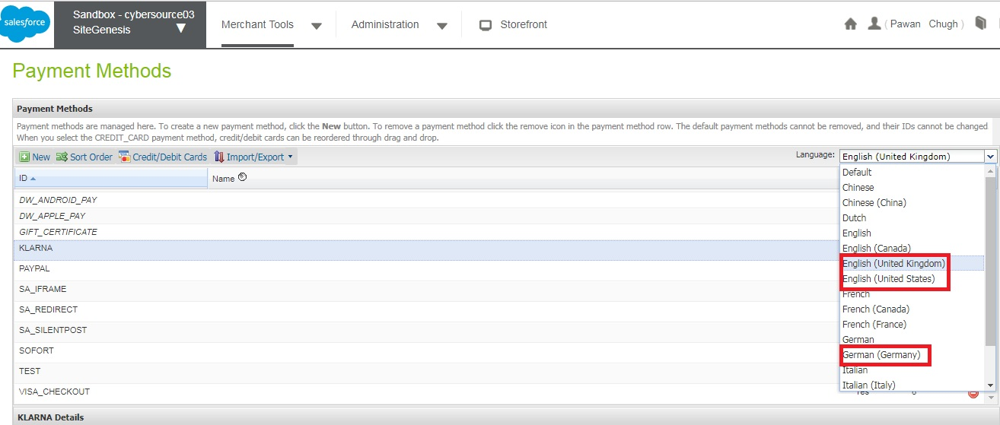 salesforce
Sandbox - cybersource03
SiteGenesis
Merchant Tools
Administration
Storefront
( Pawan Chugh )
Payment Methods
Payment Methods
Payment methods are managed here. To create a new payment method, click the New button. To remove a payment method click the remove icon in the payment method row. The default payment methods cannot be removed, and their IDs cannot be changed
When you select the CREDIT_CARD payment method, credit/debit cards can be reordered through drag and drop.
New Sort Order Credit/Debit Cards Import/Export
Language: English (United Kingdom)
ID Name
DW_ANDROID_PAY
DW_APPLE_PAY
GIFT_CERTIFICATE
KLARNA
PAYPAL
SA_IFRAME
SA_REDIRECT
SA_SILENTPOST
SOFORT
TEST
VISA_CHECKOUT
Default
Chinese
Chinese (China)
Dutch
English
English (Canada)
English (United Kingdom)
English (United States)
French
French (Canada)
French (France)
German
German (Germany)
Italian
Italian (Italy)
Yes
KLARNA Details